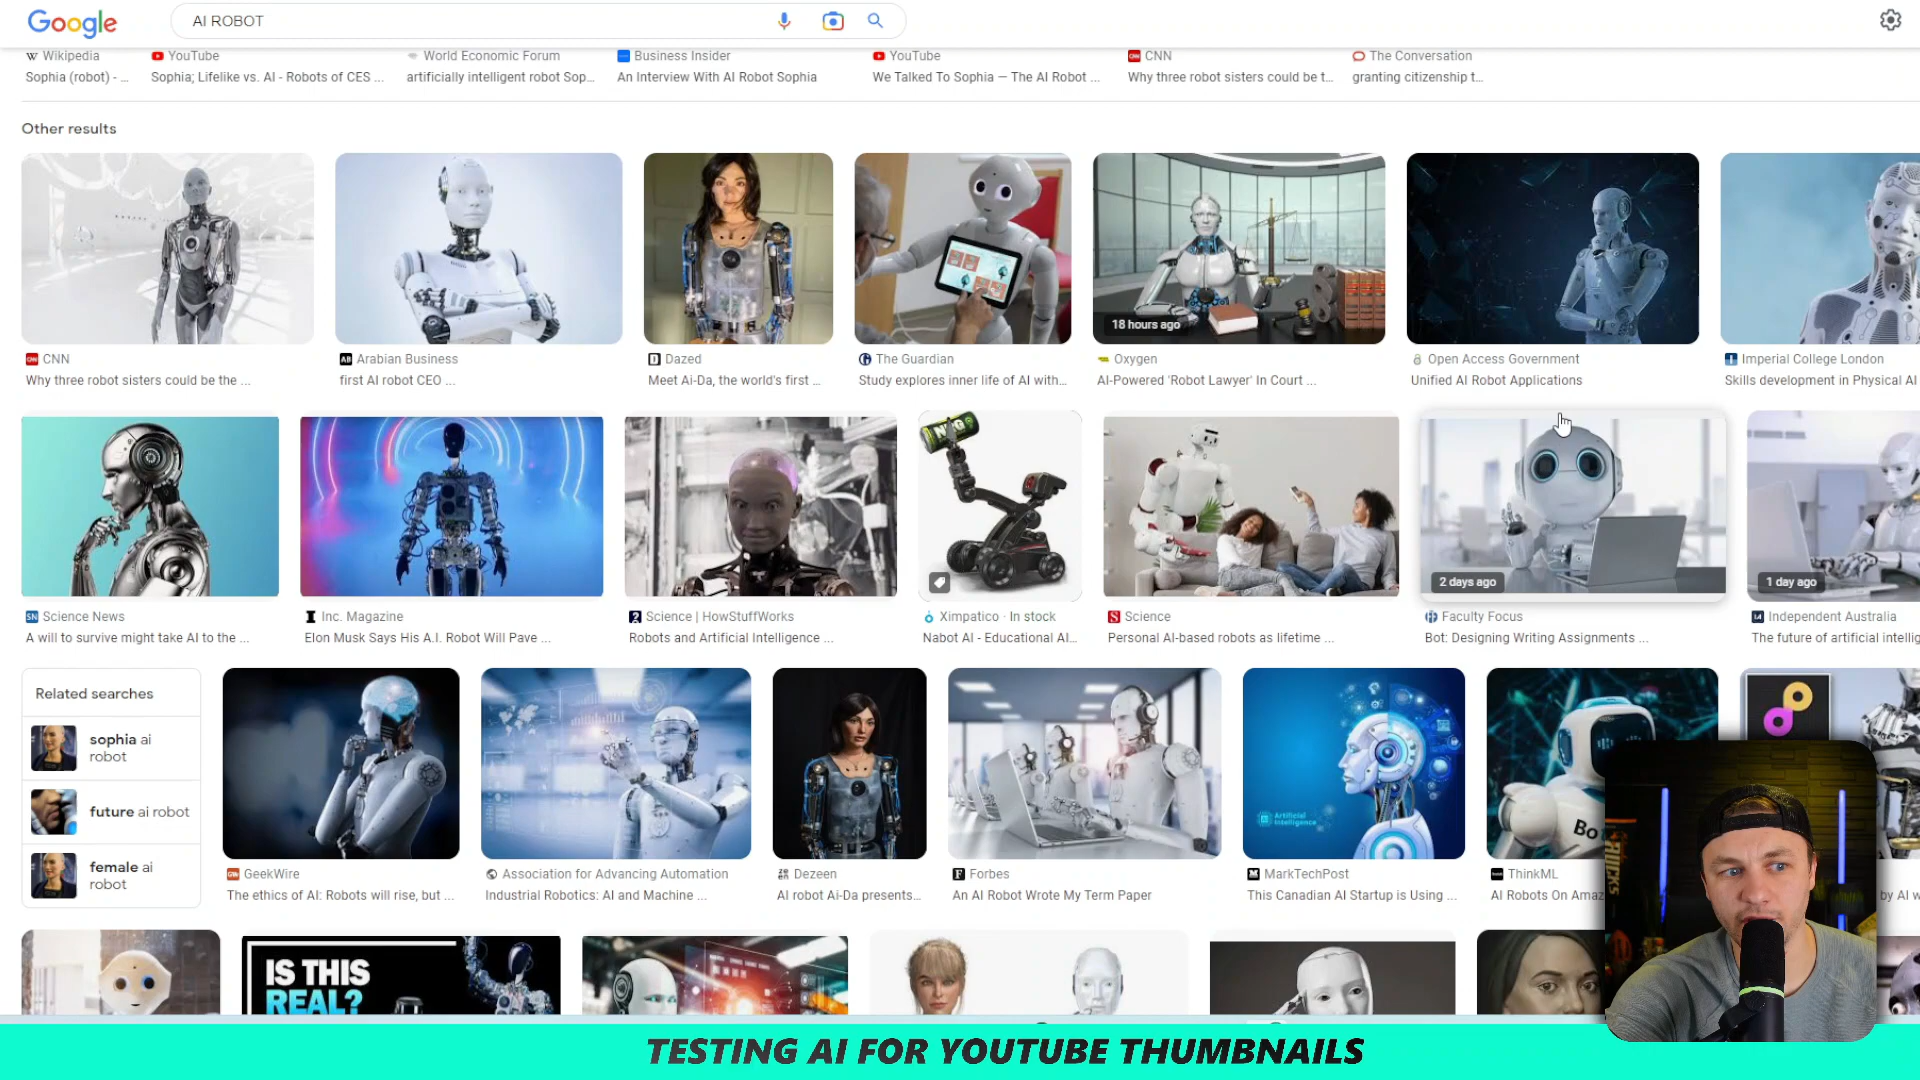 Google
AI ROBOT
Wikipedia
Sophia (robot) - ...
YouTube
Sophia; Lifelike vs. AI - Robots of CES ...
World Economic Forum
artificially intelligent robot Sop...
Business Insider
An Interview With AI Robot Sophia
YouTube
We Talked To Sophia — The AI Robot ...
CNN
Why three robot sisters could be t...
The Conversation
granting citizenship t...
Other results
18 hours ago
CNN
Why three robot sisters could be the ...
Arabian Business
first AI robot CEO ...
Dazed
Meet Ai-Da, the world's first ...
The Guardian
Study explores inner life of AI with...
Oxygen
AI-Powered 'Robot Lawyer' In Court ...
Open Access Government
Unified AI Robot Applications
Imperial College London
Skills development in Physical AI
2 days ago
1 day ago
Science News
A will to survive might take AI to the ...
Inc. Magazine
Elon Musk Says His A.I. Robot Will Pave ...
Science | HowStuffWorks
Robots and Artificial Intelligence ...
Ximpatico · In stock
Nabot AI - Educational AI...
Science
Personal AI-based robots as lifetime ...
Faculty Focus
Bot: Designing Writing Assignments ...
Independent Australia
The future of artificial intellig
Related searches
sophia ai
robot
future ai robot
female ai
robot
Artificial
Intelligence
Bo
GeekWire
The ethics of AI: Robots will rise, but ...
Association for Advancing Automation
Industrial Robotics: AI and Machine ...
Dezeen
AI robot Ai-Da presents...
Forbes
An AI Robot Wrote My Term Paper
MarkTechPost
This Canadian AI Startup is Using ...
ThinkML
AI Robots On Amaz
by AI w
IS THIS
REAL?
TESTING AI FOR YOUTUBE THUMBNAILS